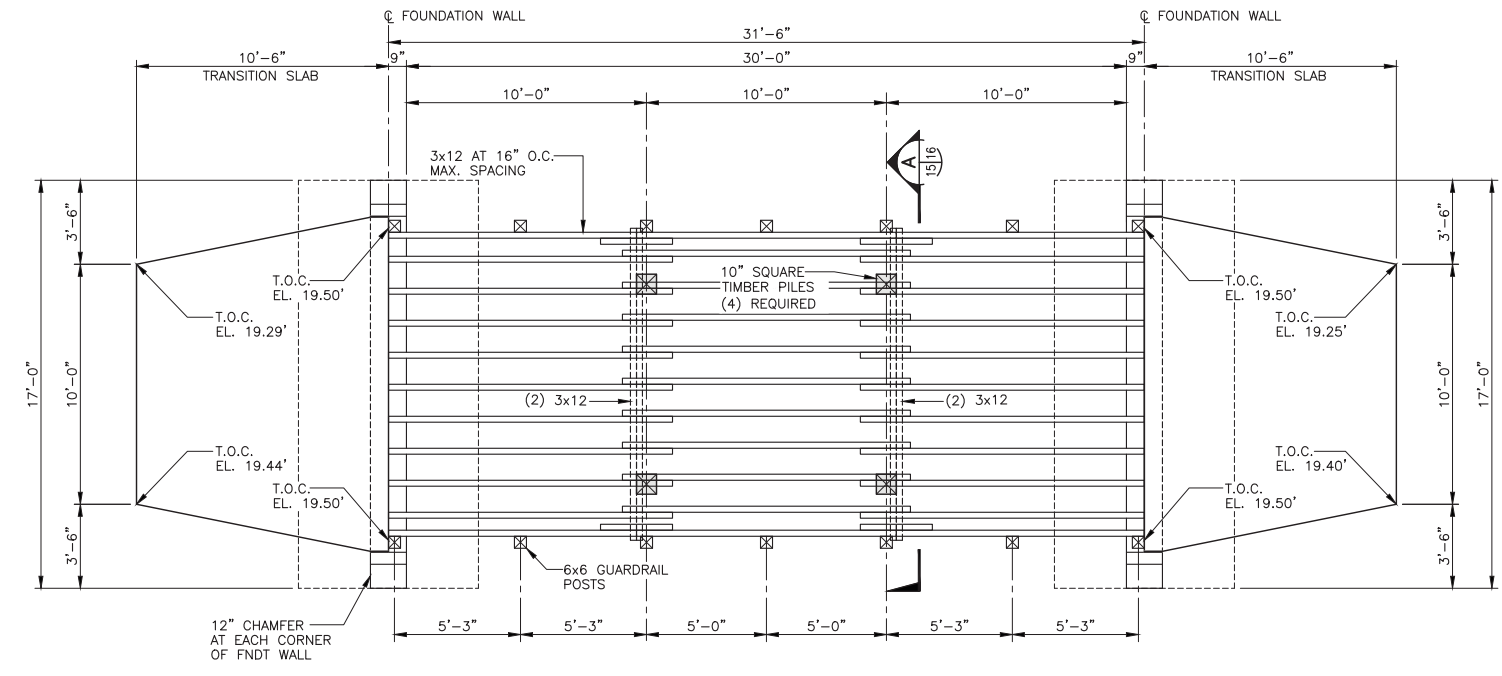 ℄ FOUNDATION WALL
℄ FOUNDATION WALL
31'-6"
10'-6"
TRANSITION SLAB
9"
30'-0"
9"
10'-6"
TRANSITION SLAB
10'-0"
10'-0"
10'-0"
3x12 AT 16" O.C.
MAX. SPACING
A
15
16
3'-6"
10'-0"
3'-6"
17'-0"
3'-6"
10'-0"
3'-6"
17'-0"
T.O.C.
EL. 19.50'
T.O.C.
EL. 19.29'
10" SQUARE
TIMBER PILES
(4) REQUIRED
T.O.C.
EL. 19.50'
T.O.C.
EL. 19.25'
(2) 3x12
(2) 3x12
T.O.C.
EL. 19.44'
T.O.C.
EL. 19.50'
T.O.C.
EL. 19.40'
T.O.C.
EL. 19.50'
6x6 GUARDRAIL
POSTS
12" CHAMFER
AT EACH CORNER
OF FNDT WALL
5'-3"
5'-3"
5'-0"
5'-0"
5'-3"
5'-3"